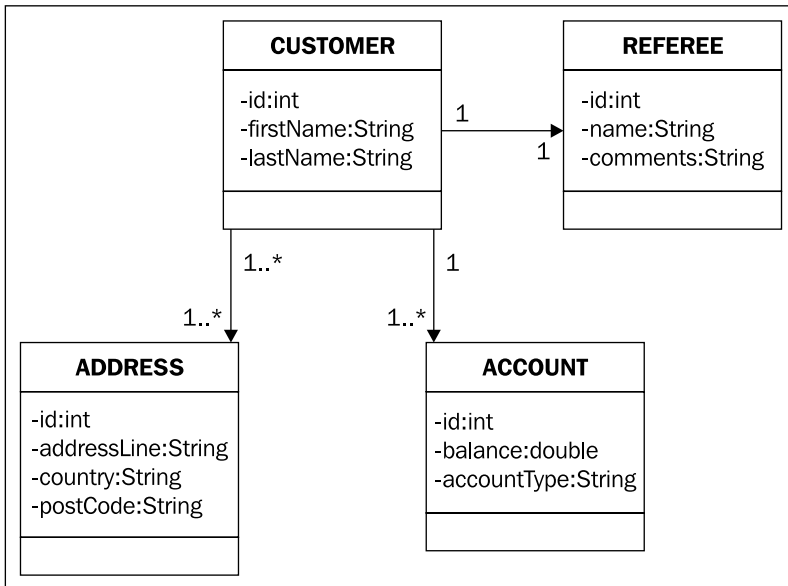 CUSTOMER
-id:int
-firstName:String
-lastName:String
REFEREE
-id:int
-name:String
-comments:String
1
1
1..*
1
1..*
1..*
ADDRESS
-id:int
-addressLine:String
-country:String
-postCode:String
ACCOUNT
-id:int
-balance:double
-accountType:String